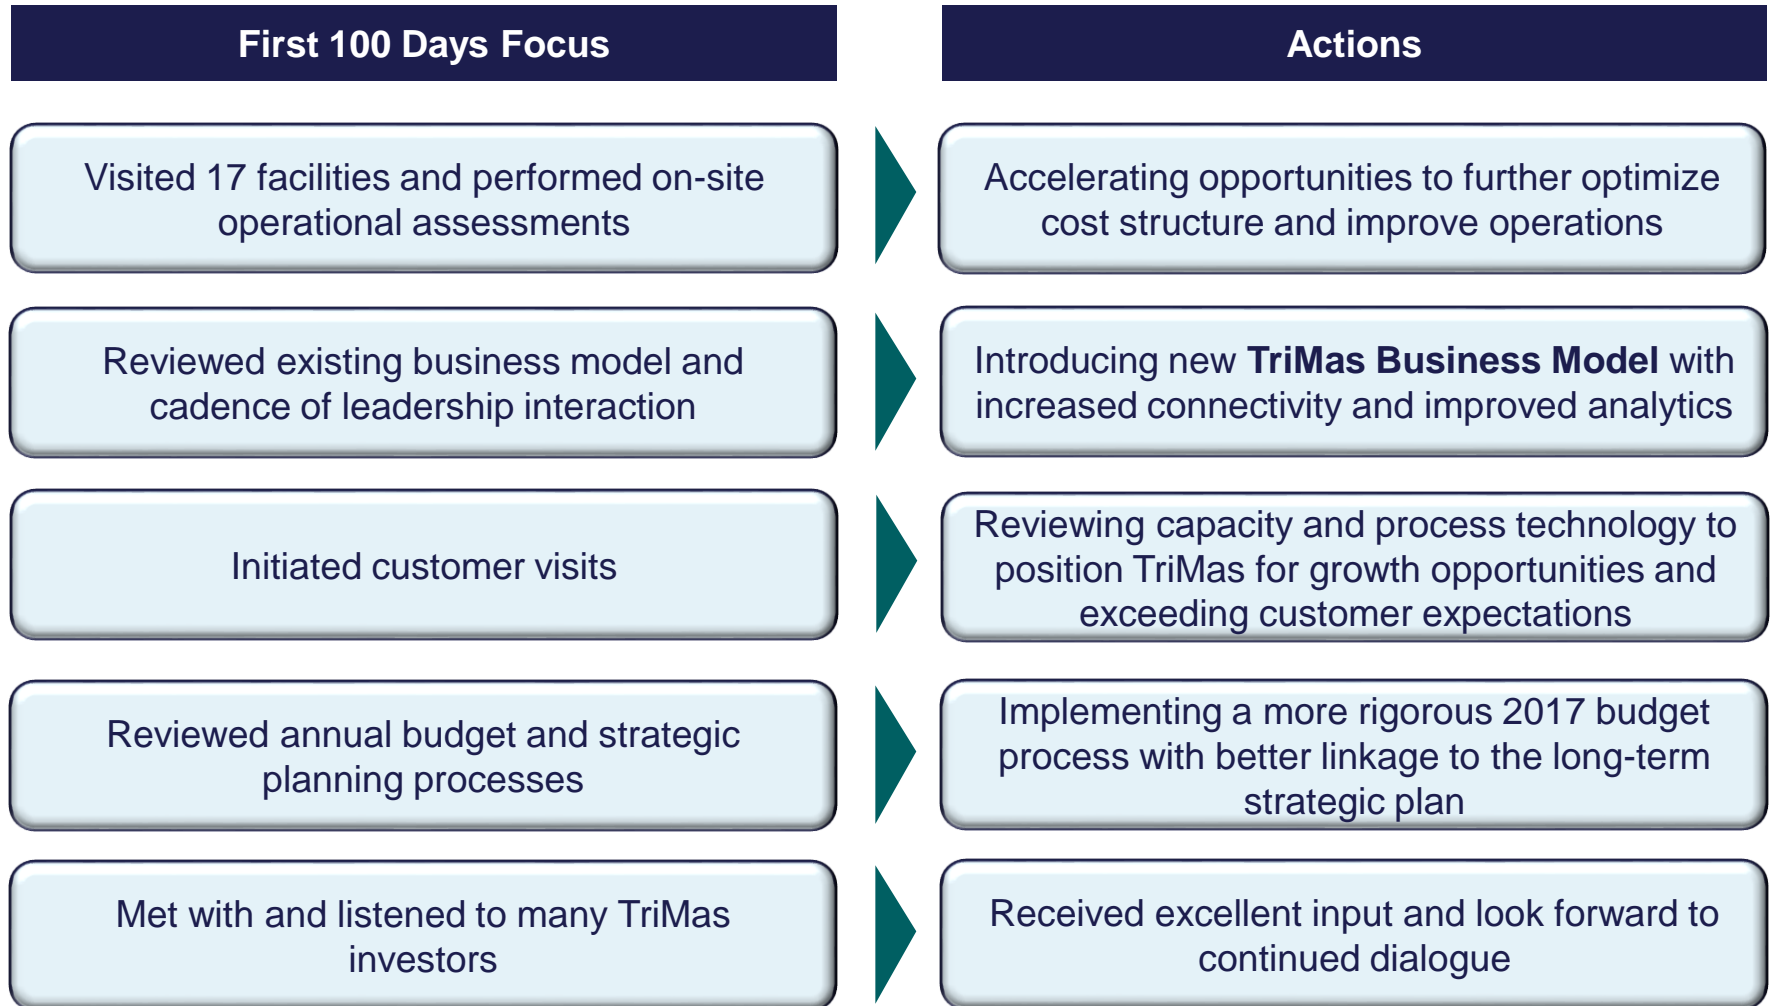 First 100 Days Focus
Actions
Visited 17 facilities and performed on-site
operational assessments
Accelerating opportunities to further optimize
cost structure and improve operations
Reviewed existing business model and
cadence of leadership interaction
Introducing new TriMas Business Model with
increased connectivity and improved analytics
Initiated customer visits
Reviewing capacity and process technology to
position TriMas for growth opportunities and
exceeding customer expectations
Reviewed annual budget and strategic
planning processes
Implementing a more rigorous 2017 budget
process with better linkage to the long-term
strategic plan
Met with and listened to many TriMas
investors
Received excellent input and look forward to
continued dialogue